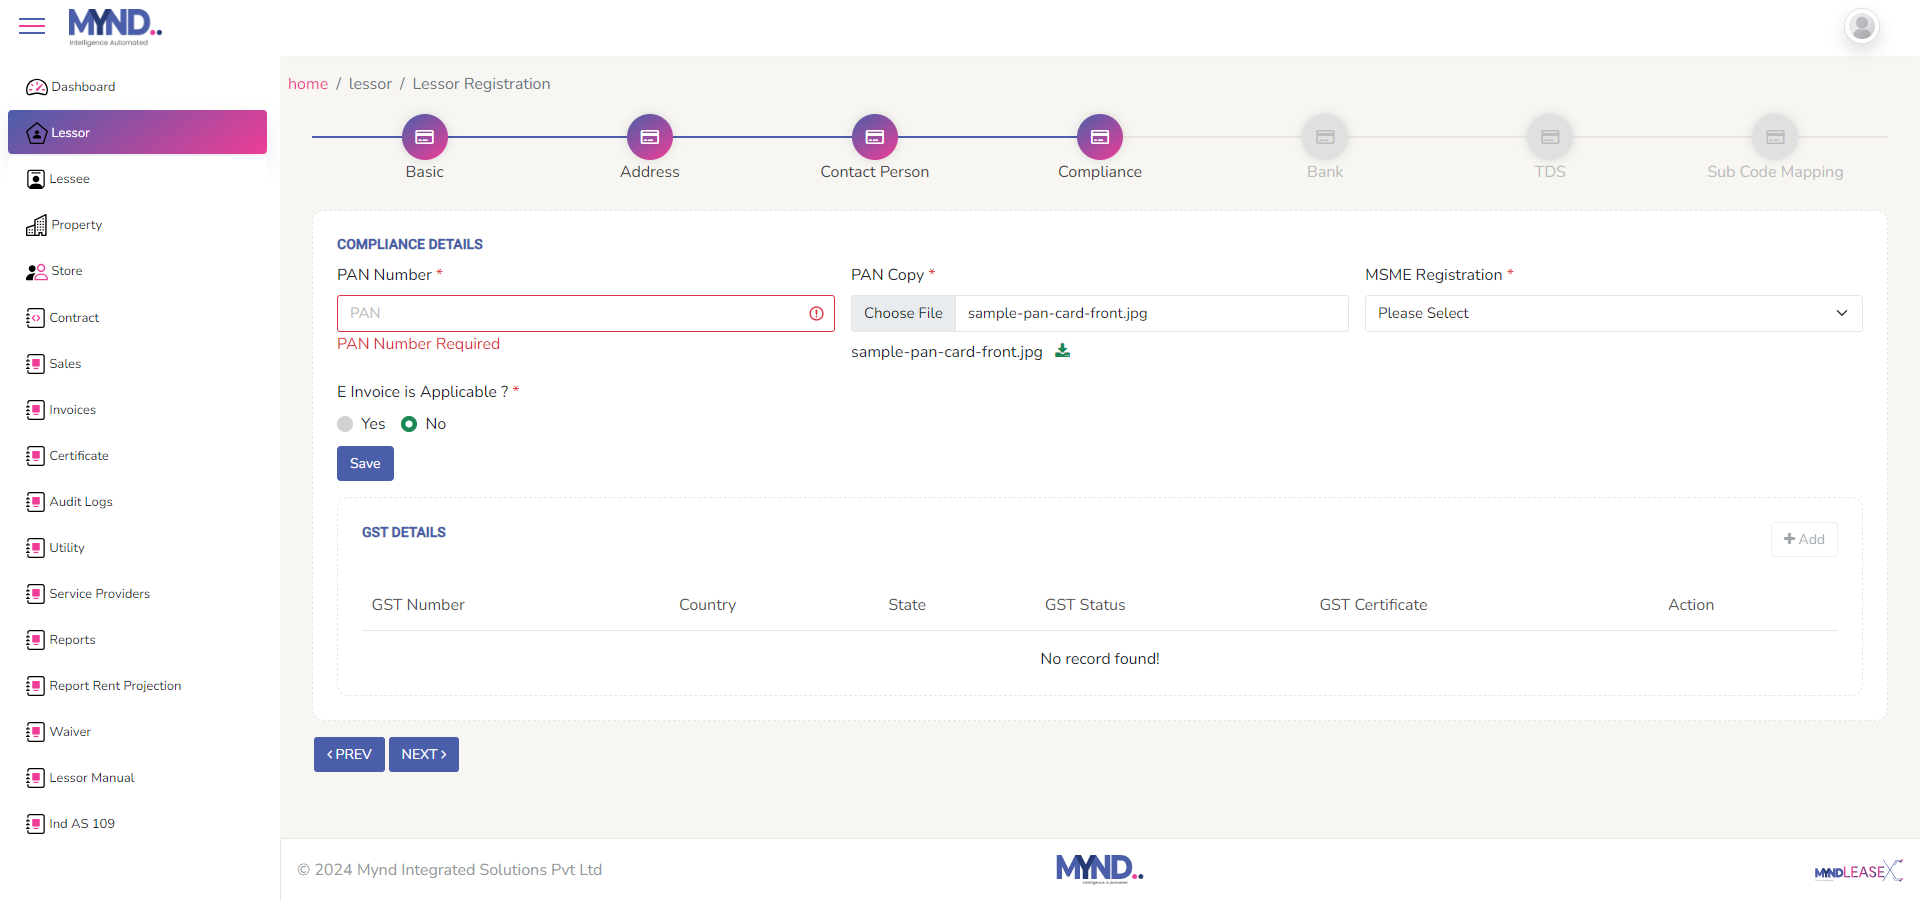 MYND..
Intelligence Automated
Dashboard
Lessor
Lessee
Property
Store
Contract
Sales
Invoices
Certificate
Audit Logs
Utility
Service Providers
Reports
Report Rent Projection
Waiver
Lessor Manual
Ind AS 109
home / lessor / Lessor Registration
Basic Address Contact Person Compliance Bank TDS Sub Code Mapping
COMPLIANCE DETAILS
PAN Number * PAN Copy * MSME Registration *
PAN Choose File sample-pan-card-front.jpg Please Select
PAN Number Required
sample-pan-card-front.jpg
E Invoice is Applicable ? *
Yes No
Save
GST DETAILS
+ Add
GST Number Country State GST Status GST Certificate Action
No record found!
‹ PREV NEXT ›
© 2024 Mynd Integrated Solutions Pvt Ltd
MYND..
Intelligence Automated
MYNDLEASEX